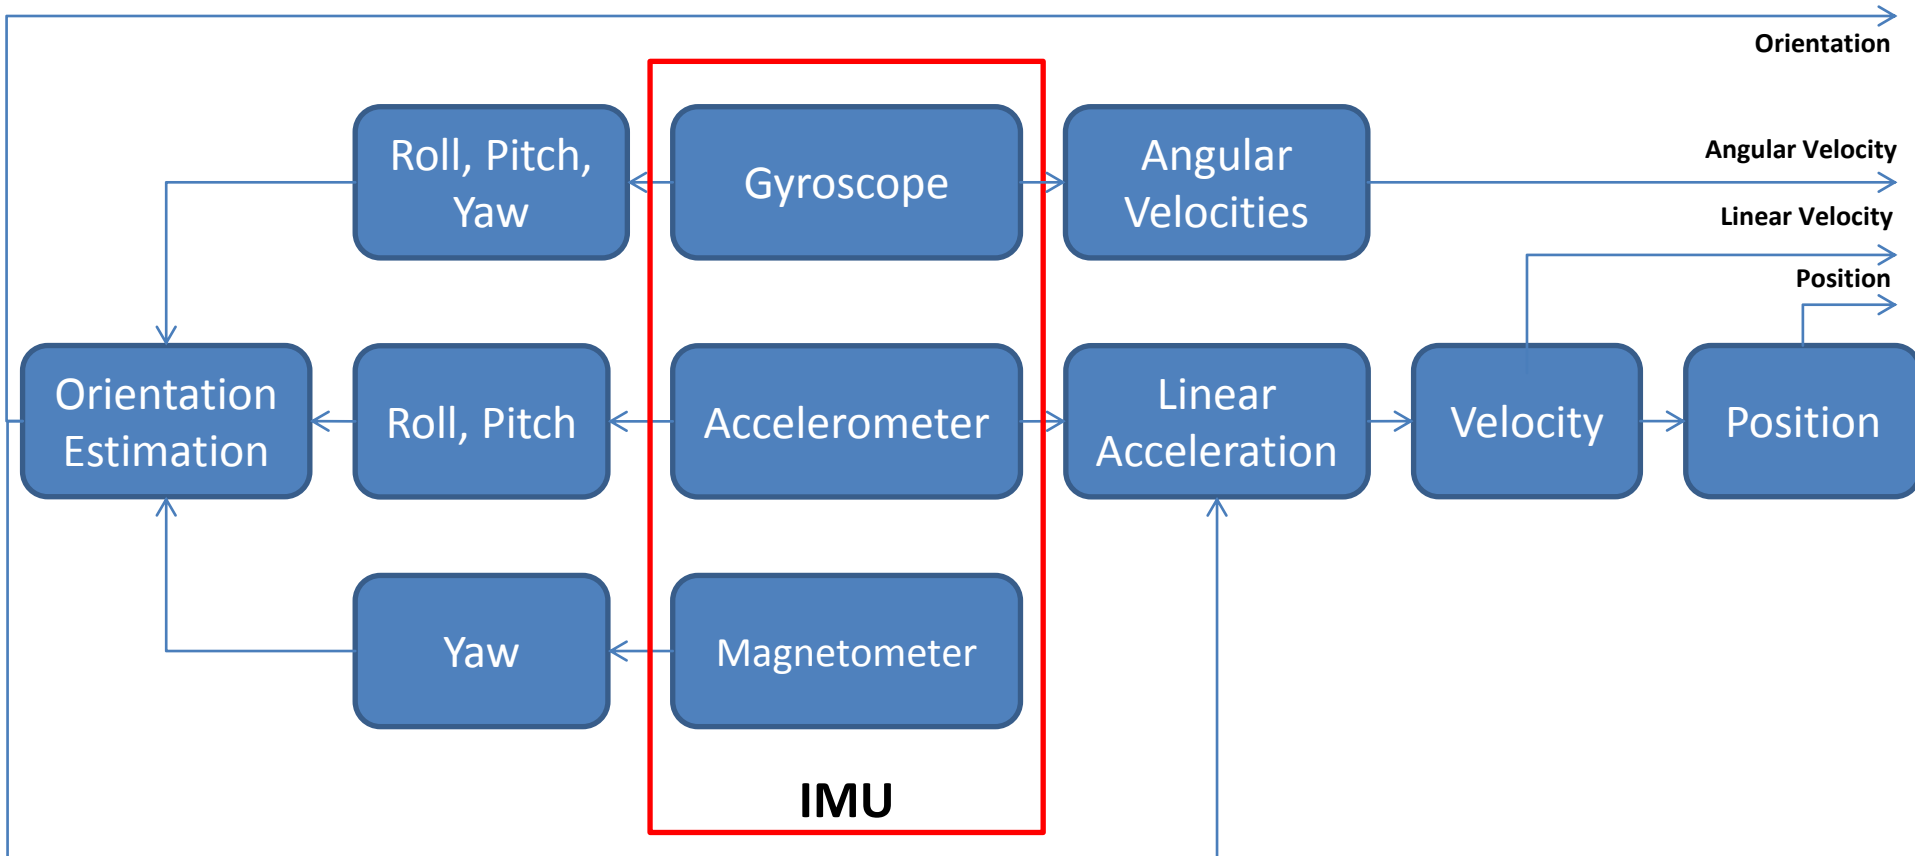 Orientation
Roll, Pitch,
Yaw
Gyroscope
Angular
Velocities
Angular Velocity
Linear Velocity
Position
Orientation
Estimation
Roll, Pitch
Accelerometer
Linear
Acceleration
Velocity
Position
Yaw
Magnetometer
IMU